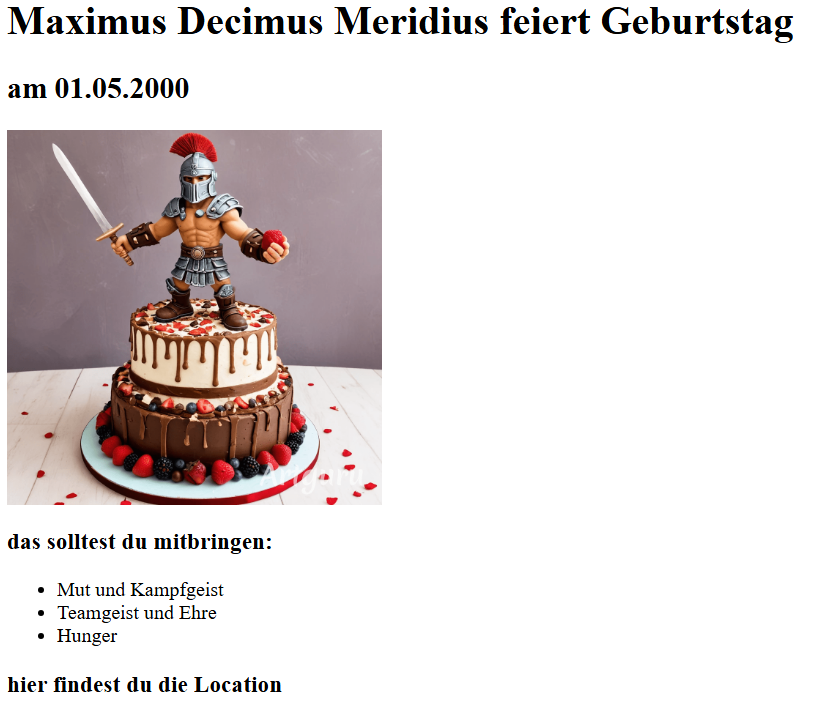 Maximus Decimus Meridius feiert Geburtstag
am 01.05.2000
Artguru
das solltest du mitbringen:
Mut und Kampfgeist
Teamgeist und Ehre
Hunger
hier findest du die Location